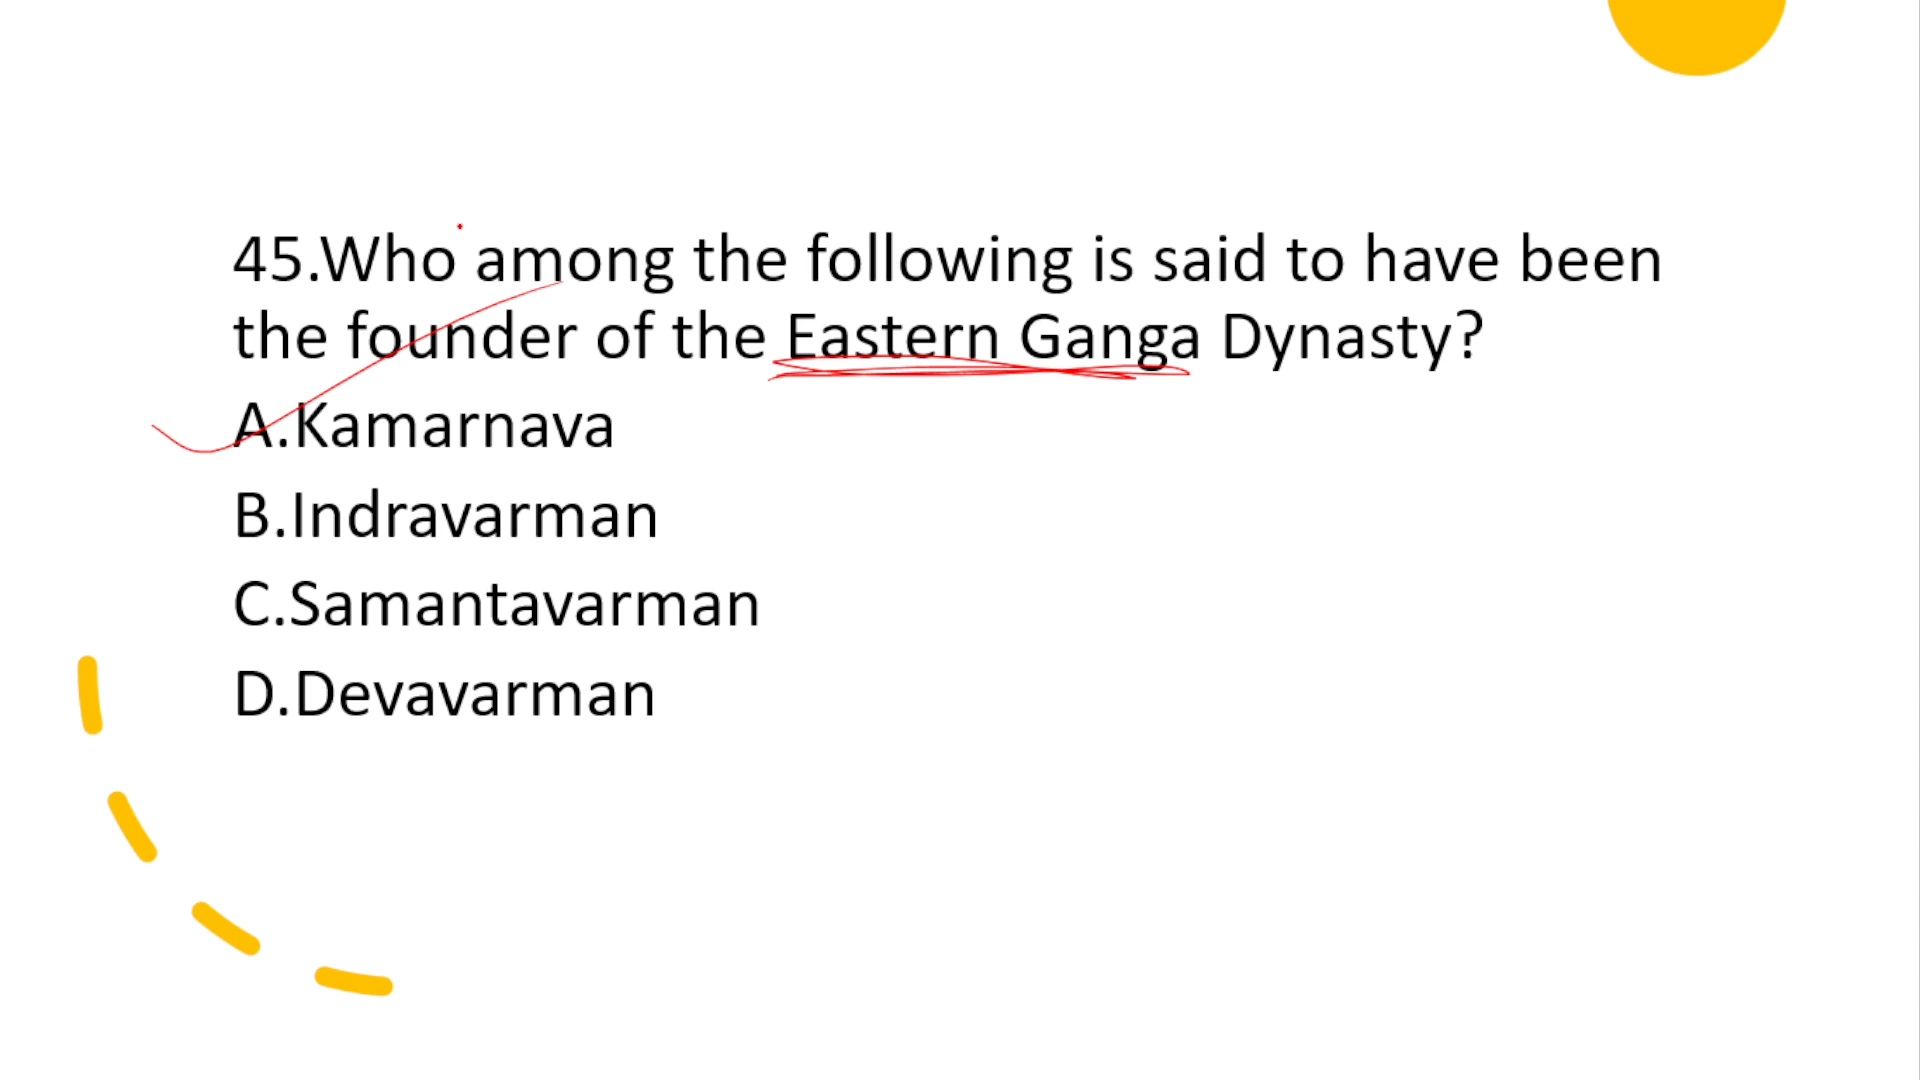 45.Who among the following is said to have been
the founder of the Eastern Ganga Dynasty?
A.Kamarnava
B.Indravarman
C.Samantavarman
D.Devavarman